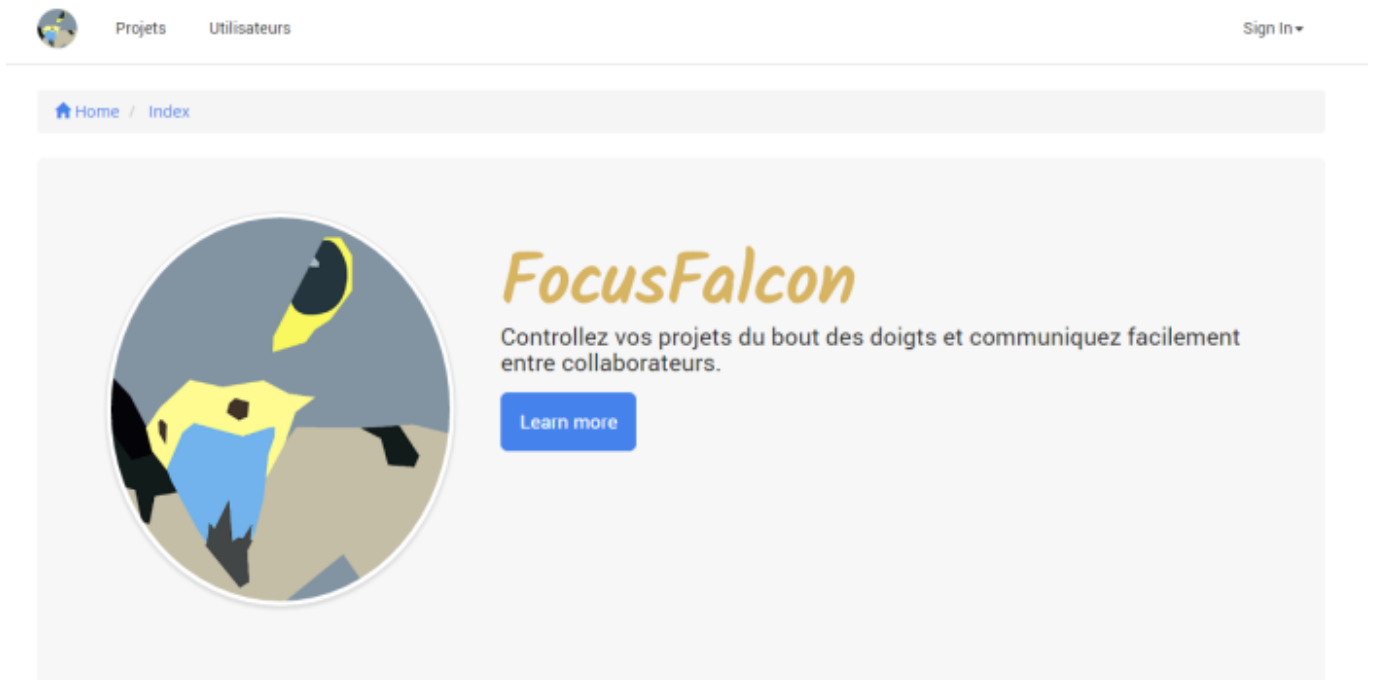 Projets Utilisateurs Sign In
Home / Index
FocusFalcon
Controllez vos projets du bout des doigts et communiquez facilement
entre collaborateurs.
Learn more